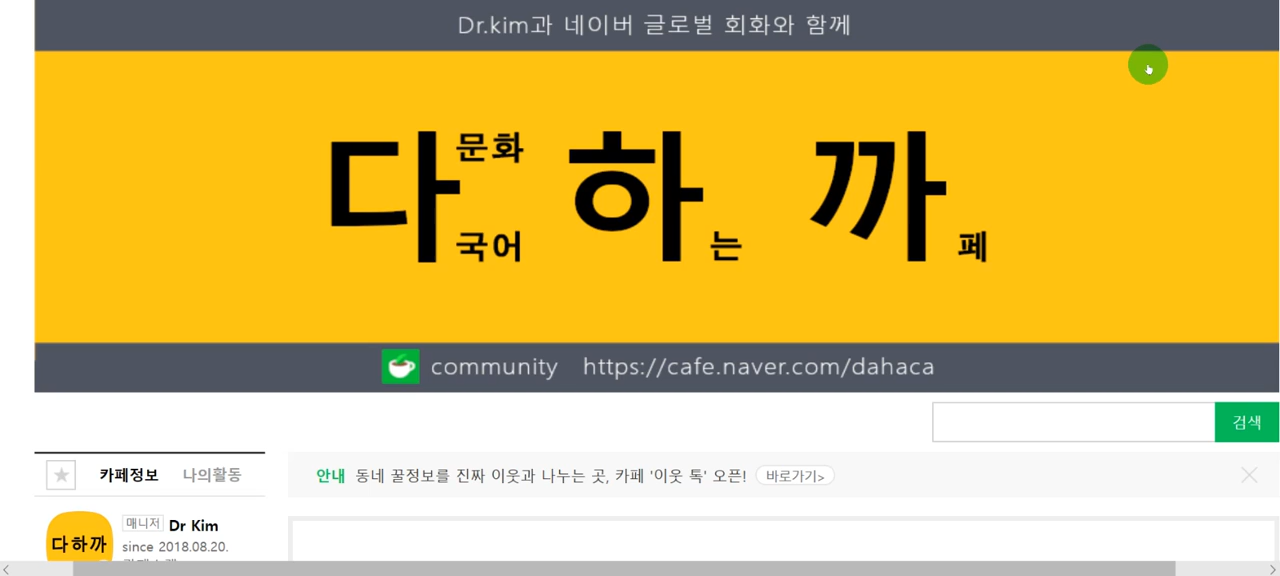 Dr.kim과 네이버 글로벌 회화와 함께
다문화국어 하는 까페
community https://cafe.naver.com/dahaca
검색
카페정보 나의활동
안내 동네 꿀정보를 진짜 이웃과 나누는 곳, 카페 '이웃 톡' 오픈! 바로가기>
다하까
매니저 Dr Kim
since 2018.08.20.